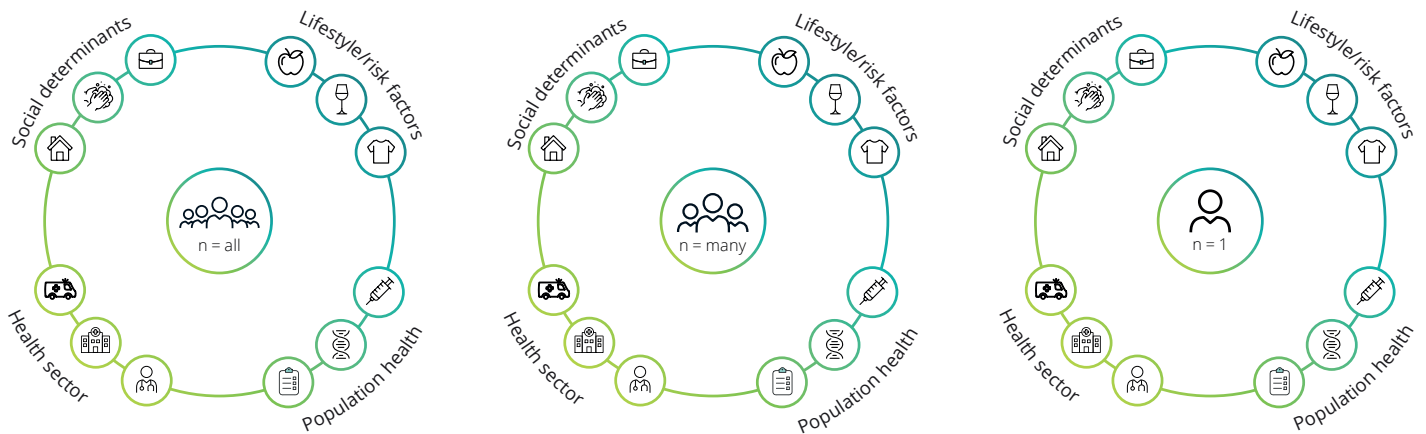 Social determinants
Lifestyle/risk factors
n = all
Health sector
Population health
Social determinants
Lifestyle/risk factors
n = many
Health sector
Population health
Social determinants
Lifestyle/risk factors
n = 1
Health sector
Population health